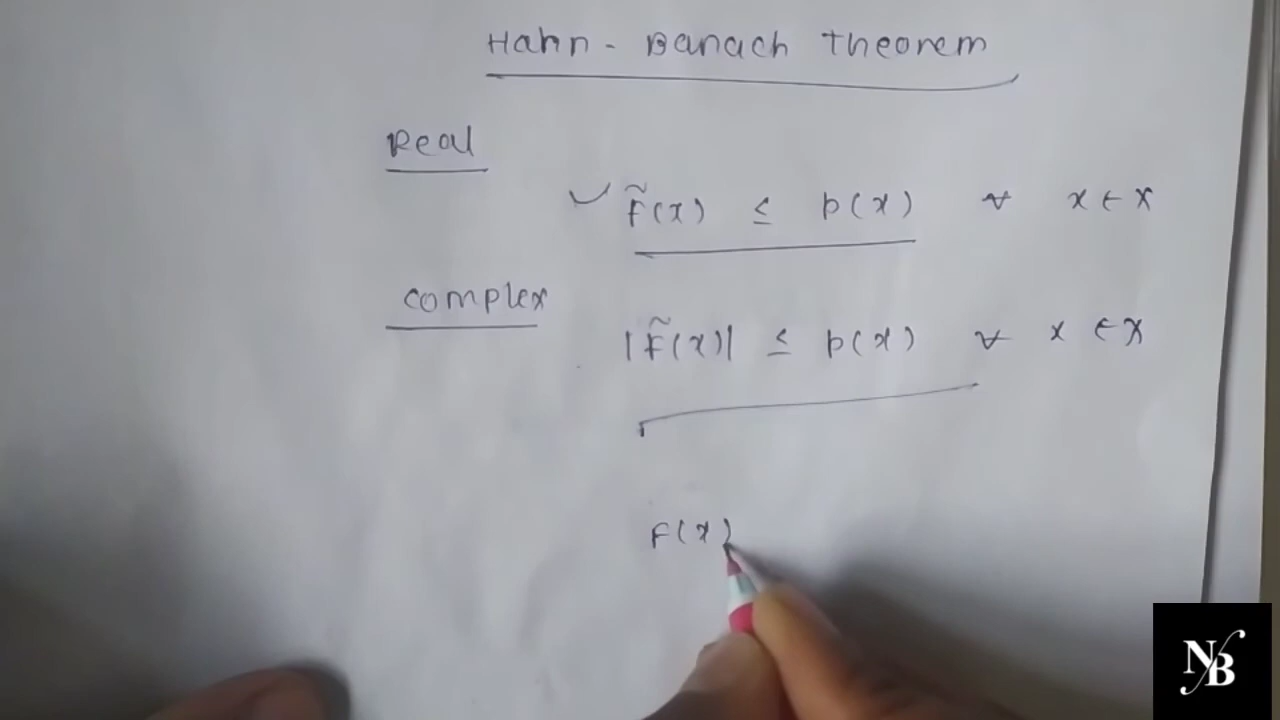 Hahn - Banach Theorem
Real
f̃(x) ≤ p(x) ∀ x ∈ X
Complex
|f̃(x)| ≤ p(x) ∀ x ∈ X
f(x)
NB